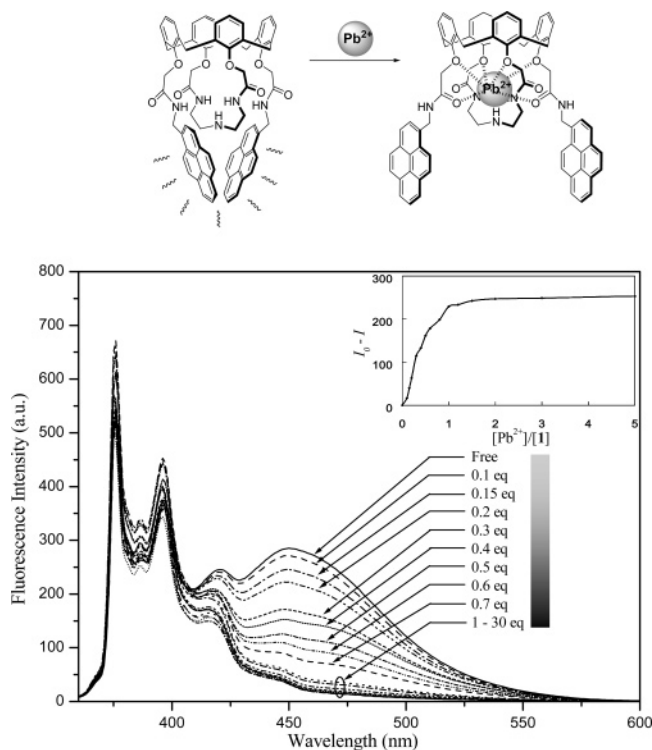 Pb²⁺
O O O O
O NH NH HN HN O
N
H
O O O O
Pb²⁺
O N N O
NH O O HN
H
N
800
700
600
500
400
300
200
100
0
Fluorescence Intensity (a.u.)
400 450 500 550 600
Wavelength (nm)
300
200
100
0
I₀ - I
0 1 2 3 4 5
[Pb²⁺]/[1]
Free
0.1 eq
0.15 eq
0.2 eq
0.3 eq
0.4 eq
0.5 eq
0.6 eq
0.7 eq
1 - 30 eq